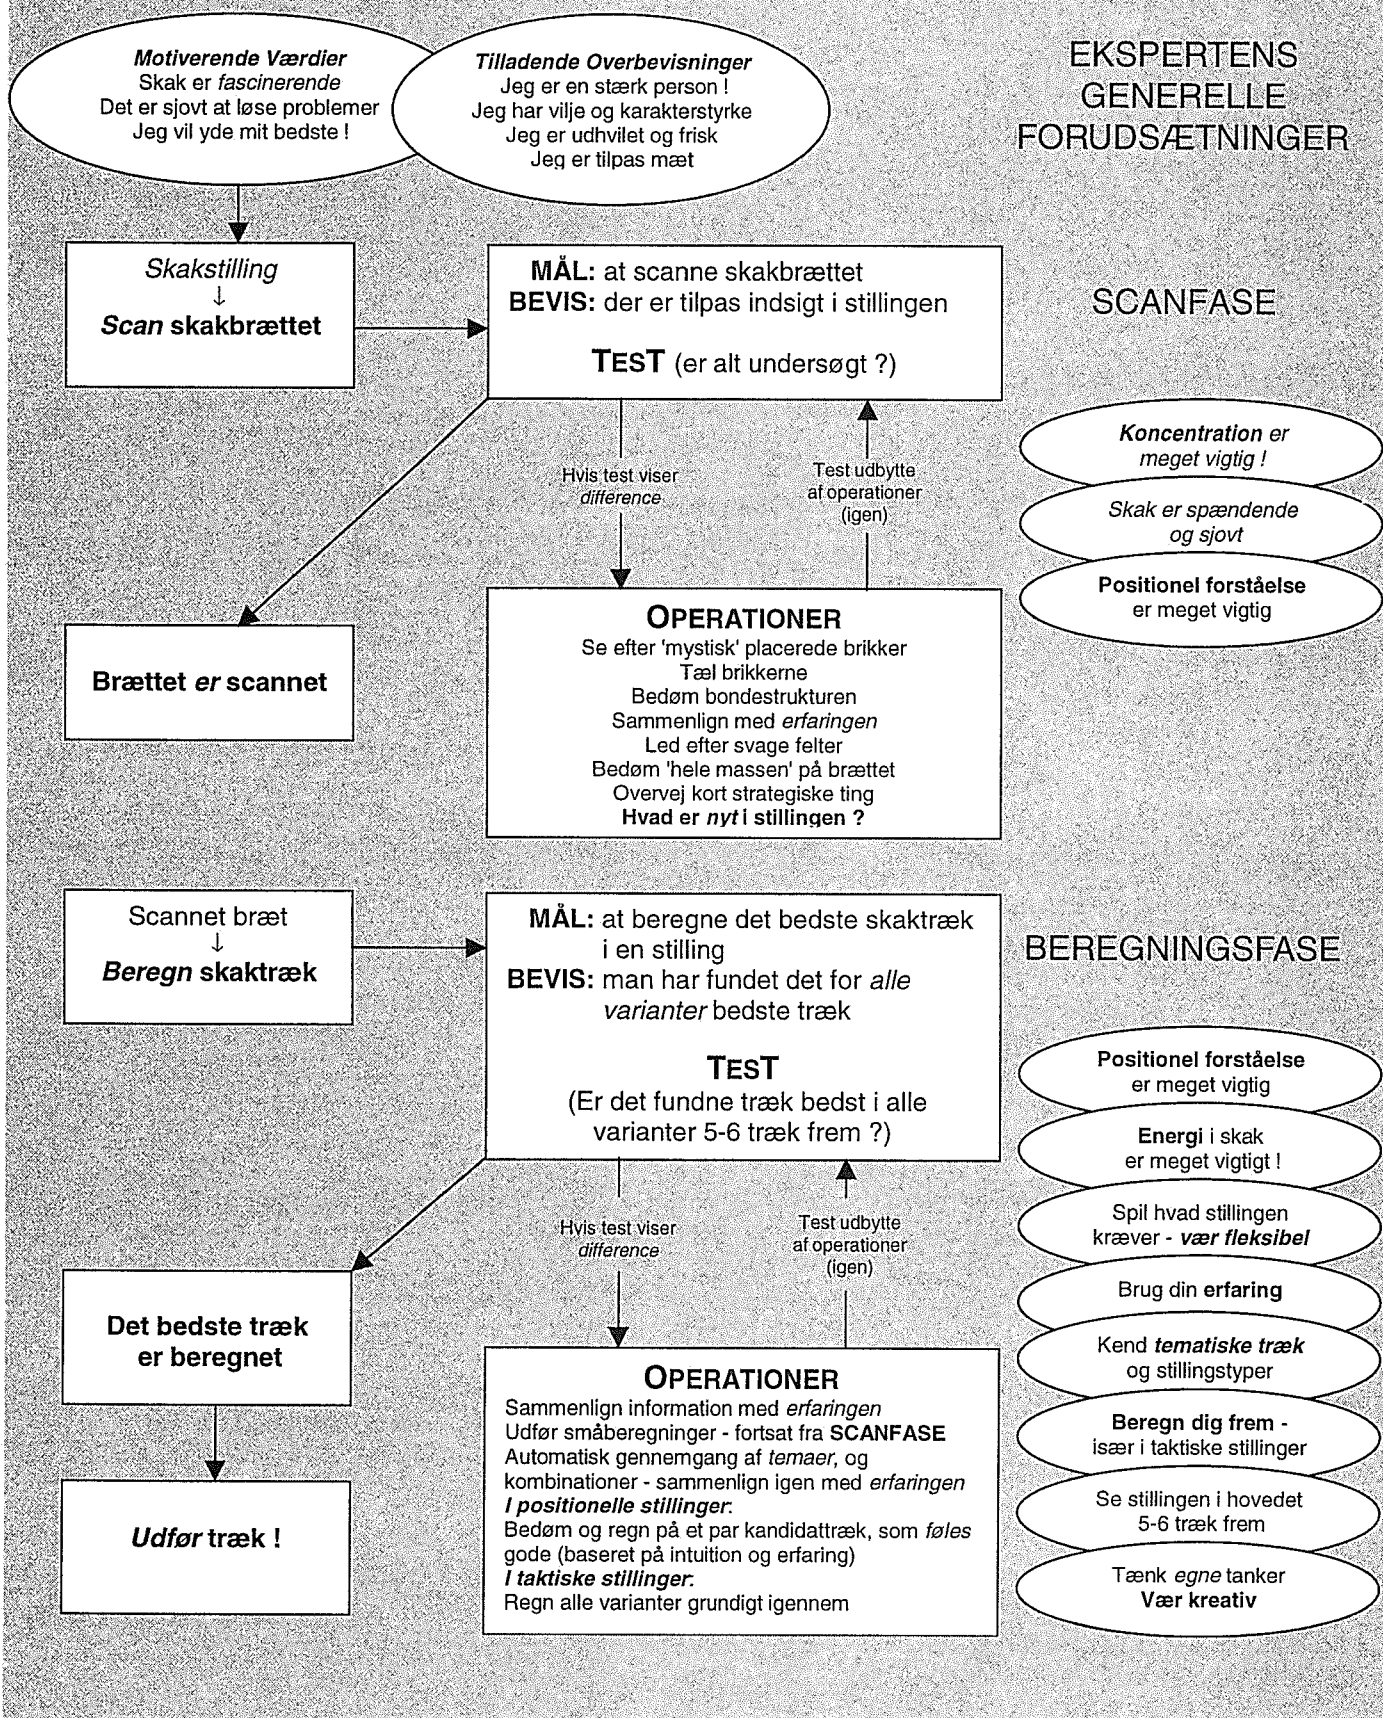 Motiverende Værdier
Skak er fascinerende
Det er sjovt at løse problemer
Jeg vil yde mit bedste !
Tilladende Overbevisninger
Jeg er en stærk person !
Jeg har vilje og karakterstyrke
Jeg er udhvilet og frisk
Jeg er tilpas mæt
EKSPERTENS
GENERELLE
FORUDSÆTNINGER
Skakstilling
↓
Scan skakbrættet
MÅL: at scanne skakbrættet
BEVIS: der er tilpas indsigt i stillingen
TEST (er alt undersøgt ?)
SCANFASE
Hvis test viser
difference
Test udbytte
af operationer
(igen)
Koncentration er
meget vigtig !
Skak er spændende
og sjovt
Positionel forståelse
er meget vigtig
Brættet er scannet
OPERATIONER
Se efter 'mystisk' placerede brikker
Tæl brikkerne
Bedøm bondestrukturen
Sammenlign med erfaringen
Led efter svage felter
Bedøm 'hele massen' på brættet
Overvej kort strategiske ting
Hvad er nyt i stillingen ?
Scannet bræt
↓
Beregn skaktræk
MÅL: at beregne det bedste skaktræk
i en stilling
BEVIS: man har fundet det for alle
varianter bedste træk
TEST
(Er det fundne træk bedst i alle
varianter 5-6 træk frem ?)
BEREGNINGSFASE
Hvis test viser
difference
Test udbytte
af operationer
(igen)
Positionel forståelse
er meget vigtig
Energi i skak
er meget vigtigt !
Spil hvad stillingen
kræver - vær fleksibel
Brug din erfaring
Kend tematiske træk
og stillingstyper
Beregn dig frem -
især i taktiske stillinger
Se stillingen i hovedet
5-6 træk frem
Tænk egne tanker
Vær kreativ
Det bedste træk
er beregnet
Udfør træk !
OPERATIONER
Sammenlign information med erfaringen
Udfør småberegninger - fortsat fra SCANFASE
Automatisk gennemgang af temaer, og
kombinationer - sammenlign igen med erfaringen
I positionelle stillinger:
Bedøm og regn på et par kandidattræk, som føles
gode (baseret på intuition og erfaring)
I taktiske stillinger:
Regn alle varianter grundigt igennem